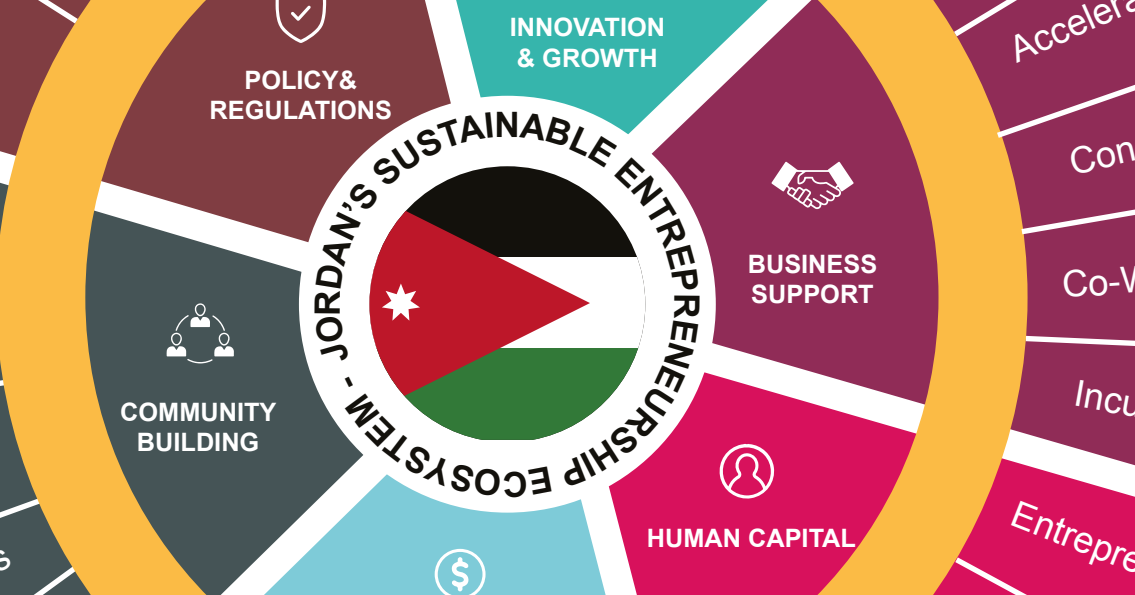 INNOVATION
& GROWTH
POLICY&
REGULATIONS
JORDAN'S SUSTAINABLE ENTREPRENEURSHIP ECOSYSTEM -
BUSINESS
SUPPORT
COMMUNITY
BUILDING
HUMAN CAPITAL
$